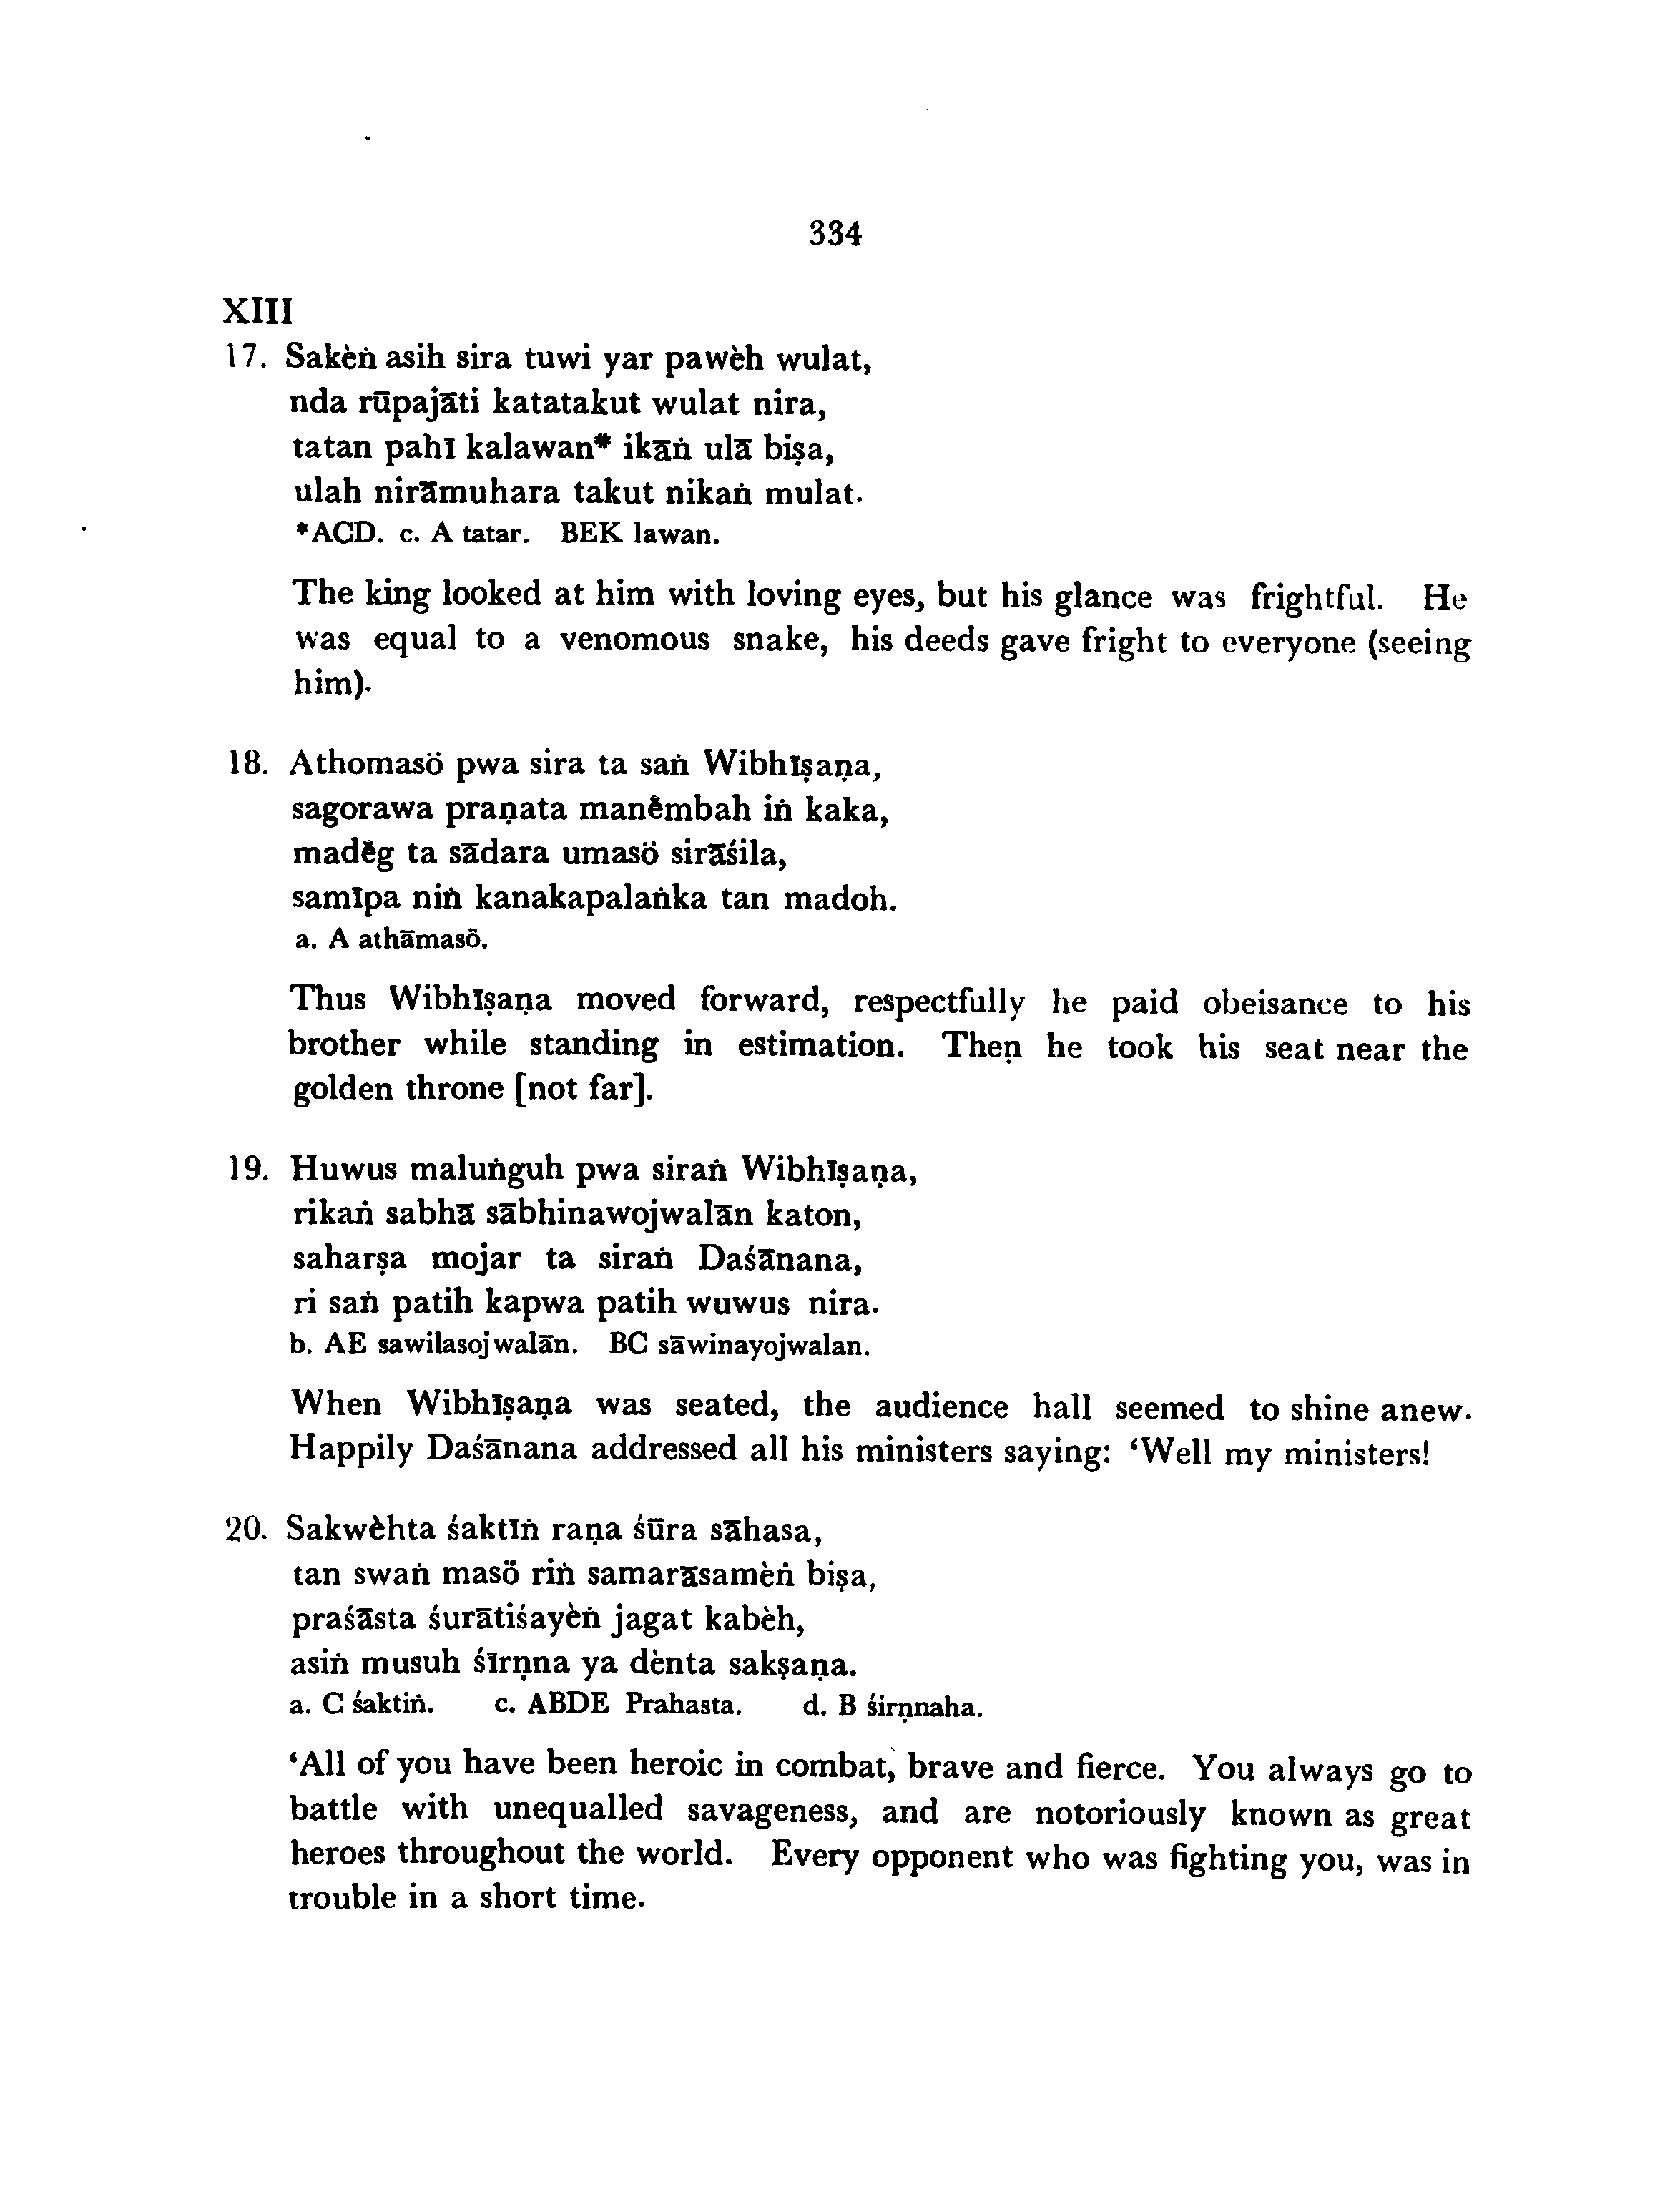 334
XIII
17. Sakèṅ asih sira tuwi yar pawèh wulat,
nda rūpajāti katatakut wulat nira,
tatan pahī kalawan* ikāṅ ulā biṣa,
ulah nirāmuhara takut nikaṅ mulat.
*ACD. c. A tatar. BEK lawan.
The king looked at him with loving eyes, but his glance was frightful. He
was equal to a venomous snake, his deeds gave fright to everyone (seeing
him).
18. Athomasö pwa sira ta saṅ Wibhīṣaṇa,
sagorawa praṇata manĕmbah iṅ kaka,
madĕg ta sādara umasö sirāśila,
samīpa niṅ kanakapalaṅka tan madoh.
a. A athāmasö.
Thus Wibhīṣaṇa moved forward, respectfully he paid obeisance to his
brother while standing in estimation. Then he took his seat near the
golden throne [not far].
19. Huwus maluṅguh pwa siraṅ Wibhīṣaṇa,
rikaṅ sabhā sābhinawojwalān katon,
saharṣa mojar ta siraṅ Daśānana,
ri saṅ patih kapwa patih wuwus nira.
b. AE sawilasojwalān. BC sāwinayojwalan.
When Wibhīṣaṇa was seated, the audience hall seemed to shine anew.
Happily Daśānana addressed all his ministers saying: ‘Well my ministers!
20. Sakwèhta śaktīṅ raṇa śūra sāhasa,
tan swaṅ masö riṅ samarāsamèṅ biṣa,
praśāsta śurātiśayèṅ jagat kabèh,
asiṅ musuh śīrṇna ya dènta sakṣaṇa.
a. C śaktiṅ. c. ABDE Prahasta. d. B śirṇnaha.
‘All of you have been heroic in combat, brave and fierce. You always go to
battle with unequalled savageness, and are notoriously known as great
heroes throughout the world. Every opponent who was fighting you, was in
trouble in a short time.